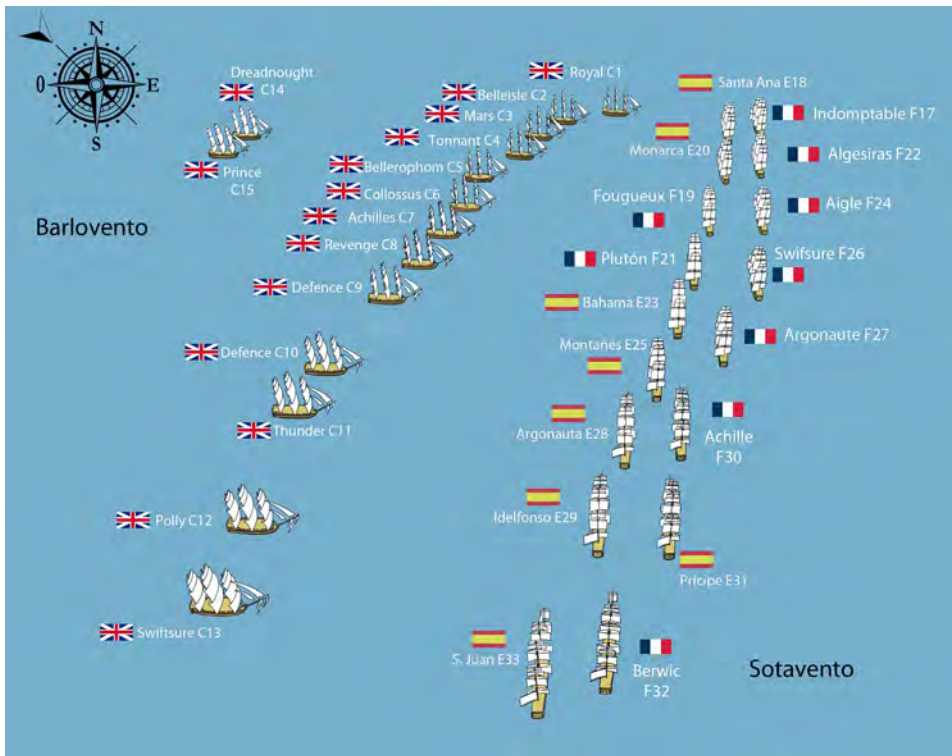 N
O
E
S
Dreadnought
C14
Prince
C15
Barlovento
Royal C1
Belleisle C2
Mars C3
Tonnant C4
Bellerophom C5
Collossus C6
Achilles C7
Revenge C8
Defence C9
Defence C10
Thunder C11
Polly C12
Swiftsure C13
Santa Ana E18
Indomptable F17
Monarca E20
Algesiras F22
Fougueux F19
Aigle F24
Plutón F21
Swifsure F26
Bahama E23
Argonaute F27
Montañés E25
Argonauta E28
Achille
F30
Idelfonso E29
Prícipe E31
S. Juan E33
Berwic
F32
Sotavento